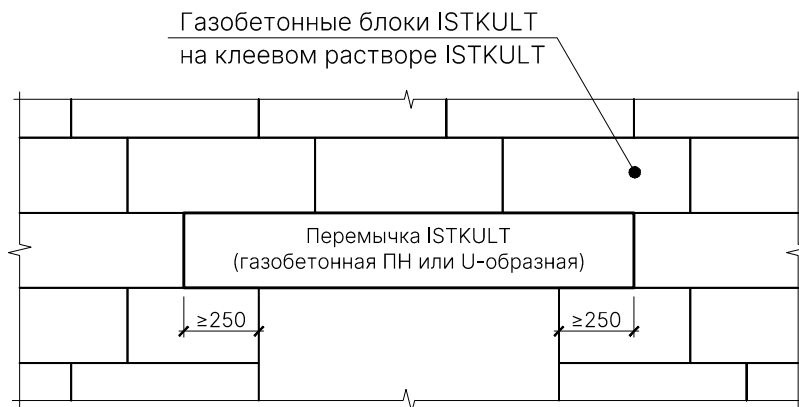 Газобетонные блоки ISTKULT
на клеевом растворе ISTKULT
Перемычка ISTKULT
(газобетонная ПН или U-образная)
≥250
≥250